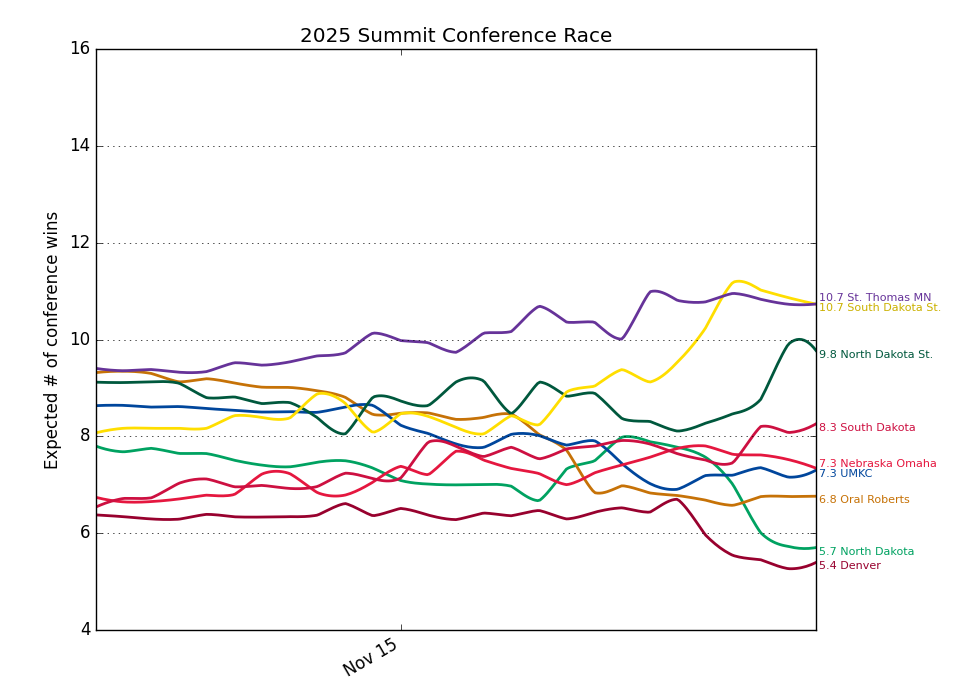 2025 Summit Conference Race
Expected # of conference wins
16
14
12
10
8
6
4
Nov 15
10.7 St. Thomas MN
10.7 South Dakota St.
9.8 North Dakota St.
8.3 South Dakota
7.3 Nebraska Omaha
7.3 UMKC
6.8 Oral Roberts
5.7 North Dakota
5.4 Denver